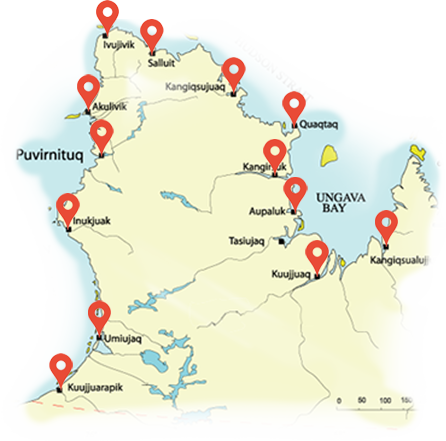 Ivujivik
Salluit
Kangiqsujuaq
Akulivik
Quaqtaq
Puvirnituq
Inukjuak
Aupaluk
UNGAVA
BAY
Tasiujaq
Kangiqsualuj
Kuujjuaq
Umiujaq
Kuujjuarapik
0 50 100 150